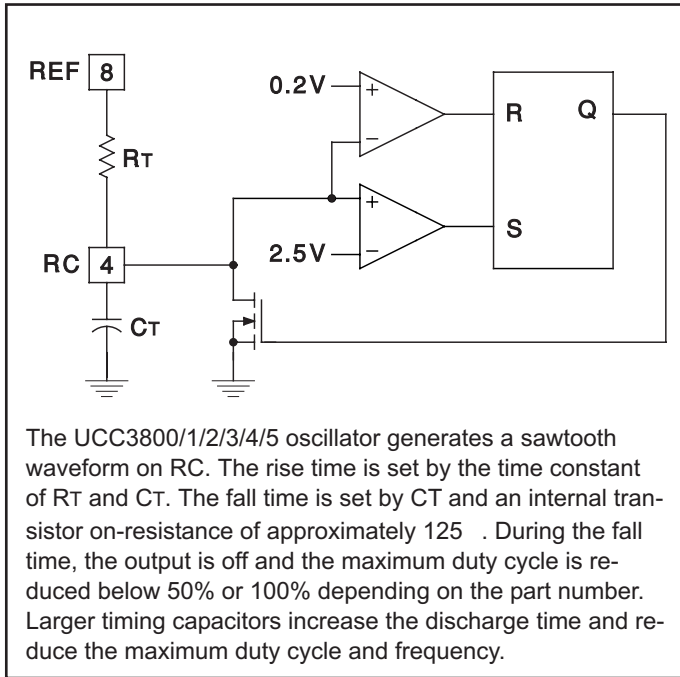 REF 8
RT
RC 4
CT
0.2V
+
−
+
2.5V −
R Q
S
The UCC3800/1/2/3/4/5 oscillator generates a sawtooth
waveform on RC. The rise time is set by the time constant
of RT and CT. The fall time is set by CT and an internal tran-
sistor on-resistance of approximately 125 . During the fall
time, the output is off and the maximum duty cycle is re-
duced below 50% or 100% depending on the part number.
Larger timing capacitors increase the discharge time and re-
duce the maximum duty cycle and frequency.